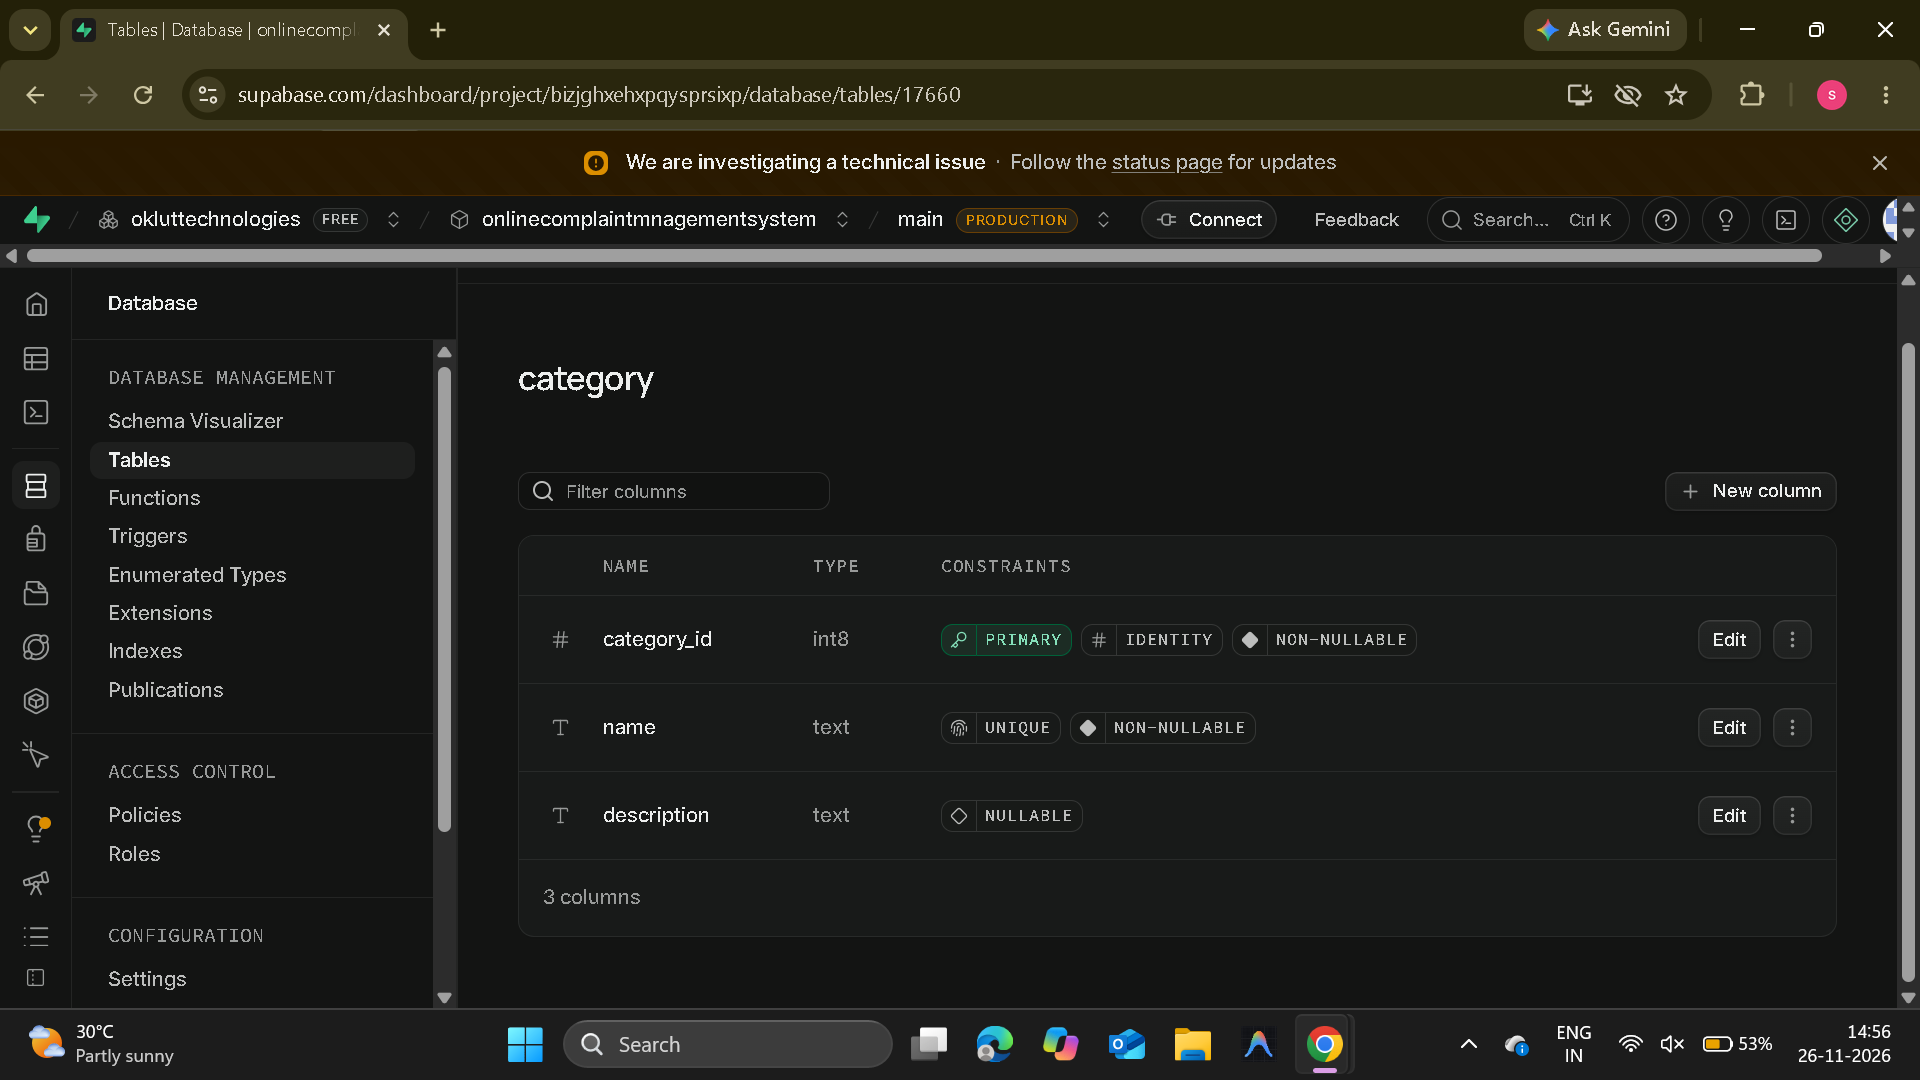 Tables | Database | onlinecompl
Ask Gemini
supabase.com/dashboard/project/bizjghxehxpqysprsixp/database/tables/17660
S
We are investigating a technical issue · Follow the status page for updates
/ okluttechnologies FREE / onlinecomplaintmnagementsystem / main PRODUCTION Connect Feedback Search... Ctrl K
Database
DATABASE MANAGEMENT
Schema Visualizer
Tables
Functions
Triggers
Enumerated Types
Extensions
Indexes
Publications
ACCESS CONTROL
Policies
Roles
CONFIGURATION
Settings
category
Filter columns
New column
NAME TYPE CONSTRAINTS
category_id int8 PRIMARY IDENTITY NON-NULLABLE Edit
name text UNIQUE NON-NULLABLE Edit
description text NULLABLE Edit
3 columns
30°C
Partly sunny
Search
ENG
IN
53%
14:56
26-11-2026